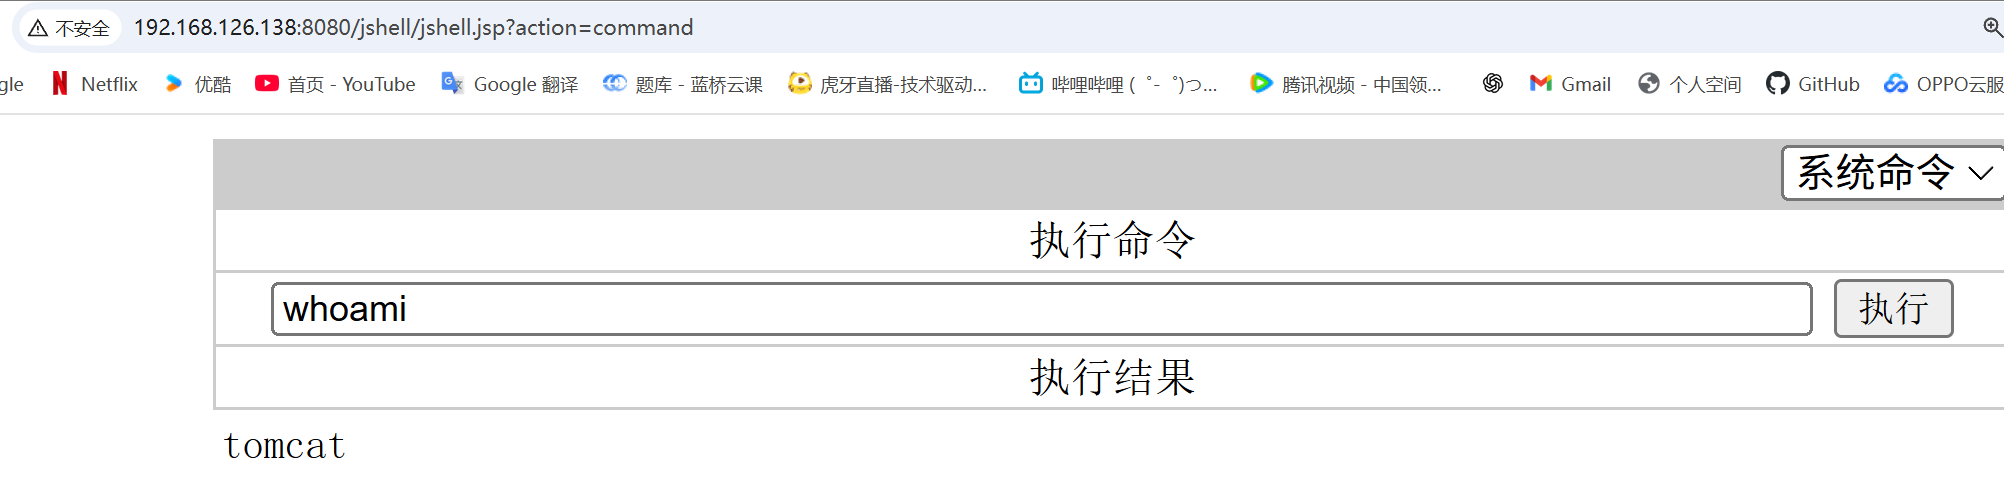 不安全 192.168.126.138:8080/jshell/jshell.jsp?action=command
gle Netflix 优酷 首页 - YouTube Google 翻译 题库 - 蓝桥云课 虎牙直播-技术驱动... 哔哩哔哩 ( ゜- ゜)つ... 腾讯视频 - 中国领... Gmail 个人空间 GitHub OPPO云服
系统命令
执行命令
whoami 执行
执行结果
tomcat